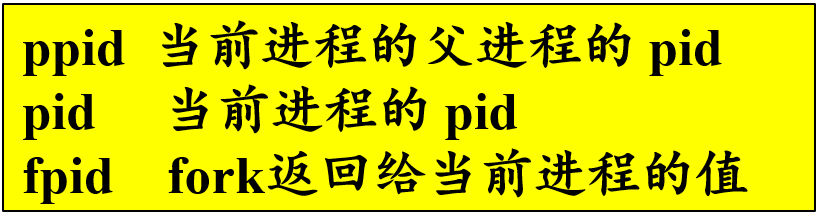 ppid 当前进程的父进程的 pid
pid 当前进程的 pid
fpid fork返回给当前进程的值